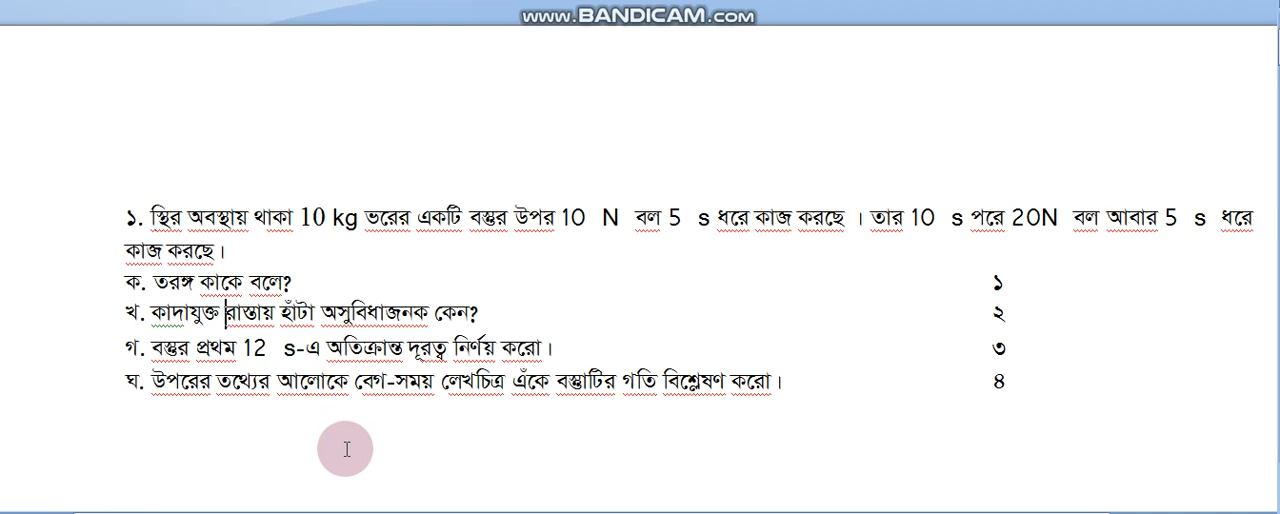 www.BANDICAM.com
১. স্থির অবস্থায় থাকা 10 kg ভরের একটি বস্তুর উপর 10 N বল 5 s ধরে কাজ করছে । তার 10 s পরে 20N বল আবার 5 s ধরে
কাজ করছে।
ক. তরঙ্গ কাকে বলে? ১
খ. কাদাযুক্ত রাস্তায় হাঁটা অসুবিধাজনক কেন? ২
গ. বস্তুর প্রথম 12 s-এ অতিক্রান্ত দূরত্ব নির্ণয় করো। ৩
ঘ. উপরের তথ্যের আলোকে বেগ-সময় লেখচিত্র এঁকে বস্তুাটির গতি বিশ্লেষণ করো। ৪